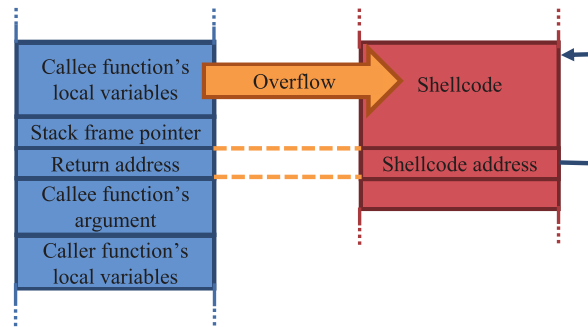 Callee function's
local variables
Overflow
Shellcode
Stack frame pointer
Return address
Shellcode address
Callee function's
argument
Caller function's
local variables